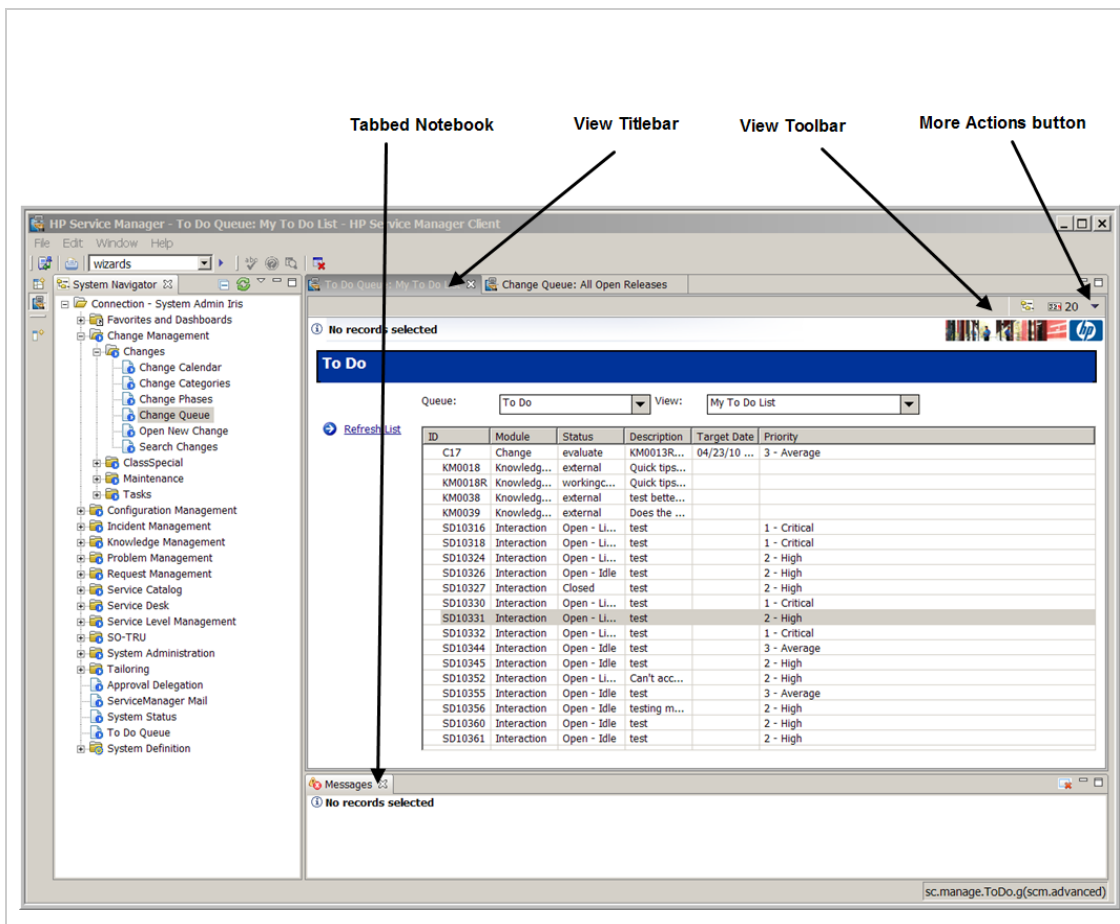 Tabbed Notebook View Titlebar View Toolbar More Actions button
HP Service Manager - To Do Queue: My To Do List - HP Service Manager Client
File Edit Window Help
wizards
System Navigator
Connection - System Admin Iris
Favorites and Dashboards
Change Management
Changes
Change Calendar
Change Categories
Change Phases
Change Queue
Open New Change
Search Changes
ClassSpecial
Maintenance
Tasks
Configuration Management
Incident Management
Knowledge Management
Problem Management
Request Management
Service Catalog
Service Desk
Service Level Management
SO-TRU
System Administration
Tailoring
Approval Delegation
ServiceManager Mail
System Status
To Do Queue
System Definition
To Do Queue: My To Do Change Queue: All Open Releases
20
No records selected
hp
To Do
Queue: To Do View: My To Do List
Refresh List
ID Module Status Description Target Date Priority
C17 Change evaluate KM0013R... 04/23/10 ... 3 - Average
KM0018 Knowledg... external Quick tips...
KM0018R Knowledg... workingc... Quick tips...
KM0038 Knowledg... external test bette...
KM0039 Knowledg... external Does the ...
SD10316 Interaction Open - Li... test 1 - Critical
SD10318 Interaction Open - Li... test 1 - Critical
SD10324 Interaction Open - Li... test 2 - High
SD10326 Interaction Open - Idle test 2 - High
SD10327 Interaction Closed test 2 - High
SD10330 Interaction Open - Li... test 1 - Critical
SD10331 Interaction Open - Li... test 2 - High
SD10332 Interaction Open - Li... test 1 - Critical
SD10344 Interaction Open - Idle test 3 - Average
SD10345 Interaction Open - Idle test 2 - High
SD10352 Interaction Open - Li... Can't acc... 2 - High
SD10355 Interaction Open - Idle test 3 - Average
SD10356 Interaction Open - Idle testing m... 2 - High
SD10360 Interaction Open - Idle test 2 - High
SD10361 Interaction Open - Idle test 2 - High
Messages
No records selected
sc.manage.ToDo.g(scm.advanced)